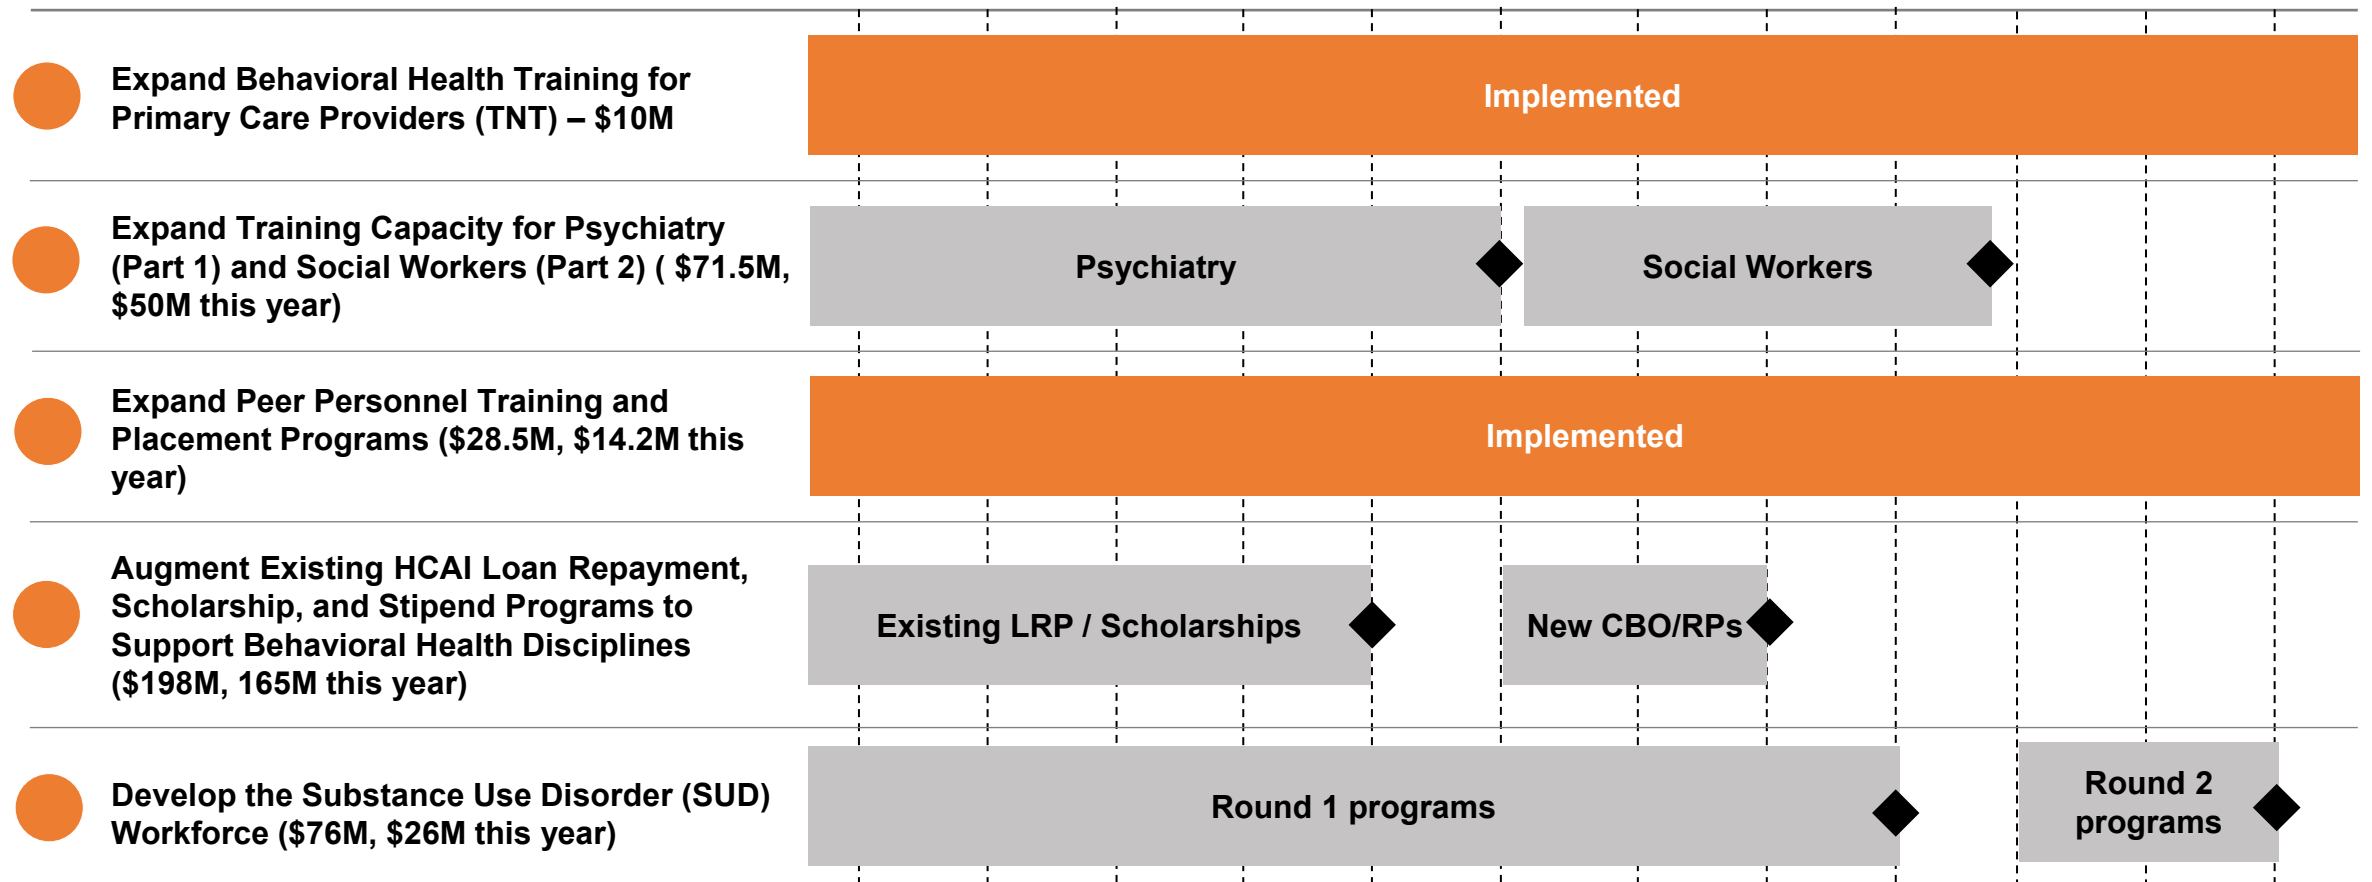 Expand Behavioral Health Training for
Primary Care Providers (TNT) – $10M
Implemented
Expand Training Capacity for Psychiatry
(Part 1) and Social Workers (Part 2) ( $71.5M,
$50M this year)
Psychiatry
Social Workers
Expand Peer Personnel Training and
Placement Programs ($28.5M, $14.2M this
year)
Implemented
Augment Existing HCAI Loan Repayment,
Scholarship, and Stipend Programs to
Support Behavioral Health Disciplines
($198M, 165M this year)
Existing LRP / Scholarships
New CBO/RPs
Develop the Substance Use Disorder (SUD)
Workforce ($76M, $26M this year)
Round 1 programs
Round 2
programs